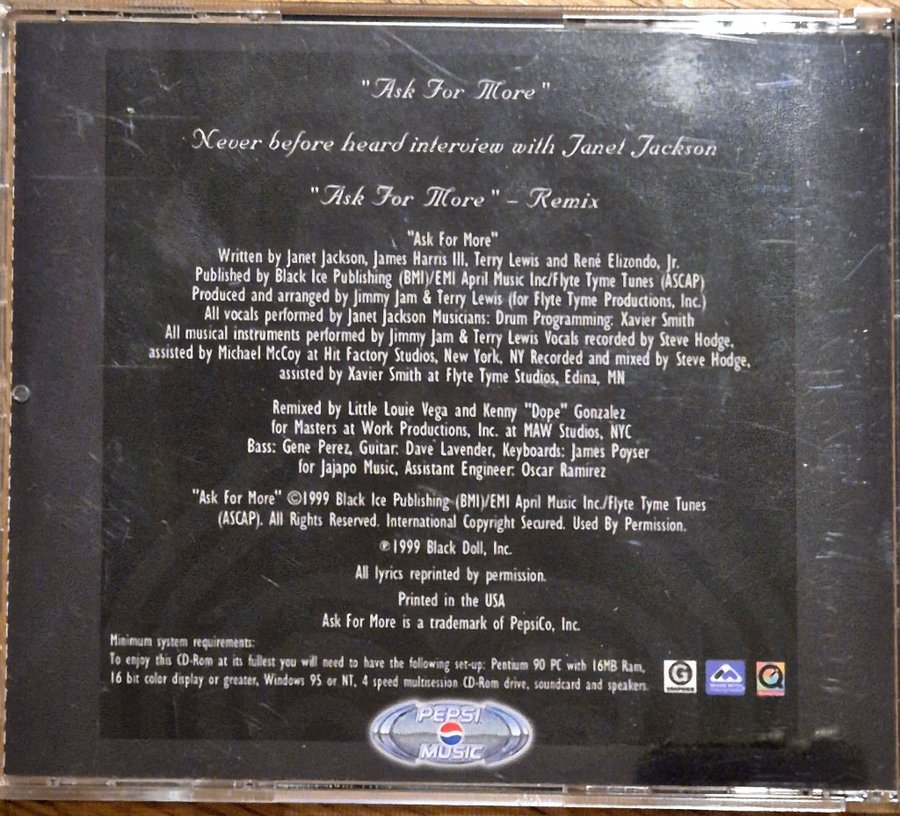 "Ask For More"
Never before heard interview with Janet Jackson
"Ask For More" – Remix
"Ask For More"
Written by Janet Jackson, James Harris III, Terry Lewis and René Elizondo, Jr.
Published by Black Ice Publishing (BMI)/EMI April Music Inc/Flyte Tyme Tunes (ASCAP)
Produced and arranged by Jimmy Jam & Terry Lewis (for Flyte Tyme Productions, Inc.)
All vocals performed by Janet Jackson Musicians: Drum Programming: Xavier Smith
All musical instruments performed by Jimmy Jam & Terry Lewis Vocals recorded by Steve Hodge,
assisted by Michael McCoy at Hit Factory Studios, New York, NY Recorded and mixed by Steve Hodge,
assisted by Xavier Smith at Flyte Tyme Studios, Edina, MN
Remixed by Little Louie Vega and Kenny "Dope" Gonzalez
for Masters at Work Productions, Inc. at MAW Studios, NYC
Bass: Gene Perez, Guitar: Dave Lavender, Keyboards: James Poyser
for Jajapo Music, Assistant Engineer: Oscar Ramirez
"Ask For More" ©1999 Black Ice Publishing (BMI)/EMI April Music Inc./Flyte Tyme Tunes
(ASCAP). All Rights Reserved. International Copyright Secured. Used By Permission.
℗1999 Black Doll, Inc.
All lyrics reprinted by permission.
Printed in the USA
Ask For More is a trademark of PepsiCo, Inc.
Minimum system requirements:
To enjoy this CD-Rom at its fullest you will need to have the following set-up: Pentium 90 PC with 16MB Ram,
16 bit color display or greater, Windows 95 or NT, 4 speed multisession CD-Rom drive, soundcard and speakers.
PEPSI
MUSIC